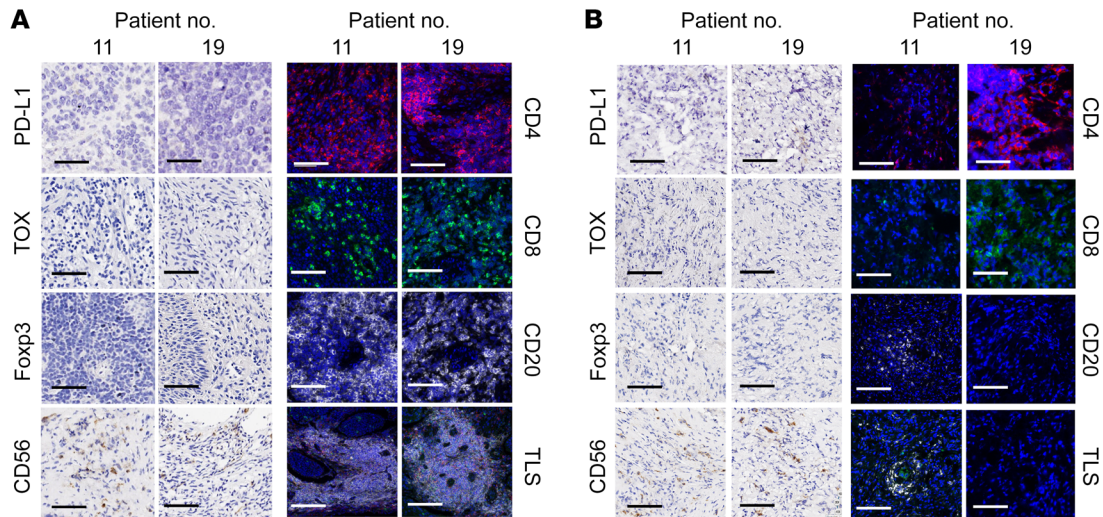 A
Patient no.
11 19
PD-L1
CD4
TOX
CD8
Foxp3
CD20
CD56
TLS
B
Patient no.
Patient no.
11 19
11 19
PD-L1
CD4
TOX
CD8
Foxp3
CD20
CD56
TLS
Patient no.
11 19